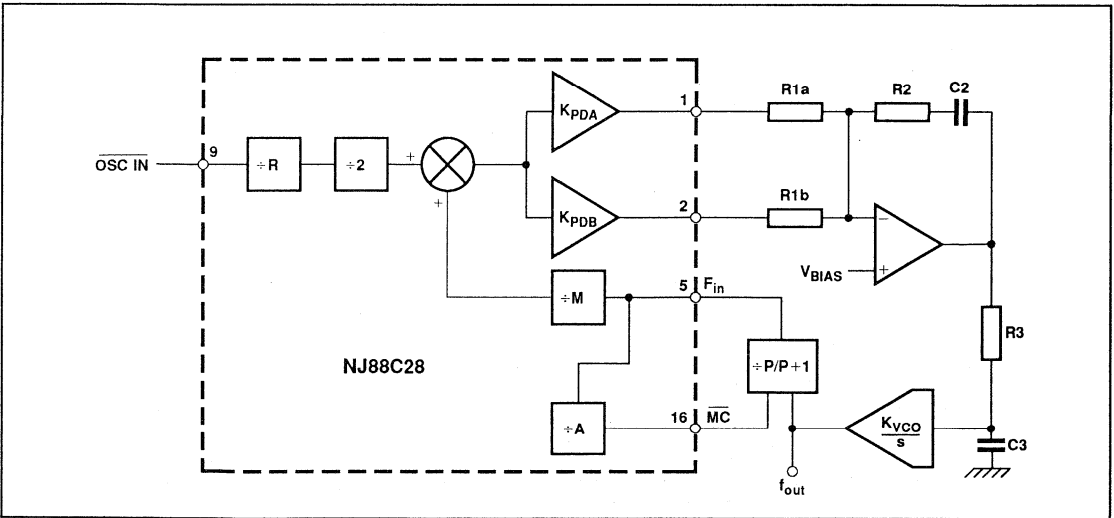 R1a
R2
C2
1
K_PDA
9
OSC IN
÷R
÷2
+
+
2
R1b
K_PDB
−
V_BIAS
+
5
F_in
÷M
R3
NJ88C28
÷P/P+1
16
MC
÷A
K_VCO
s
C3
f_out